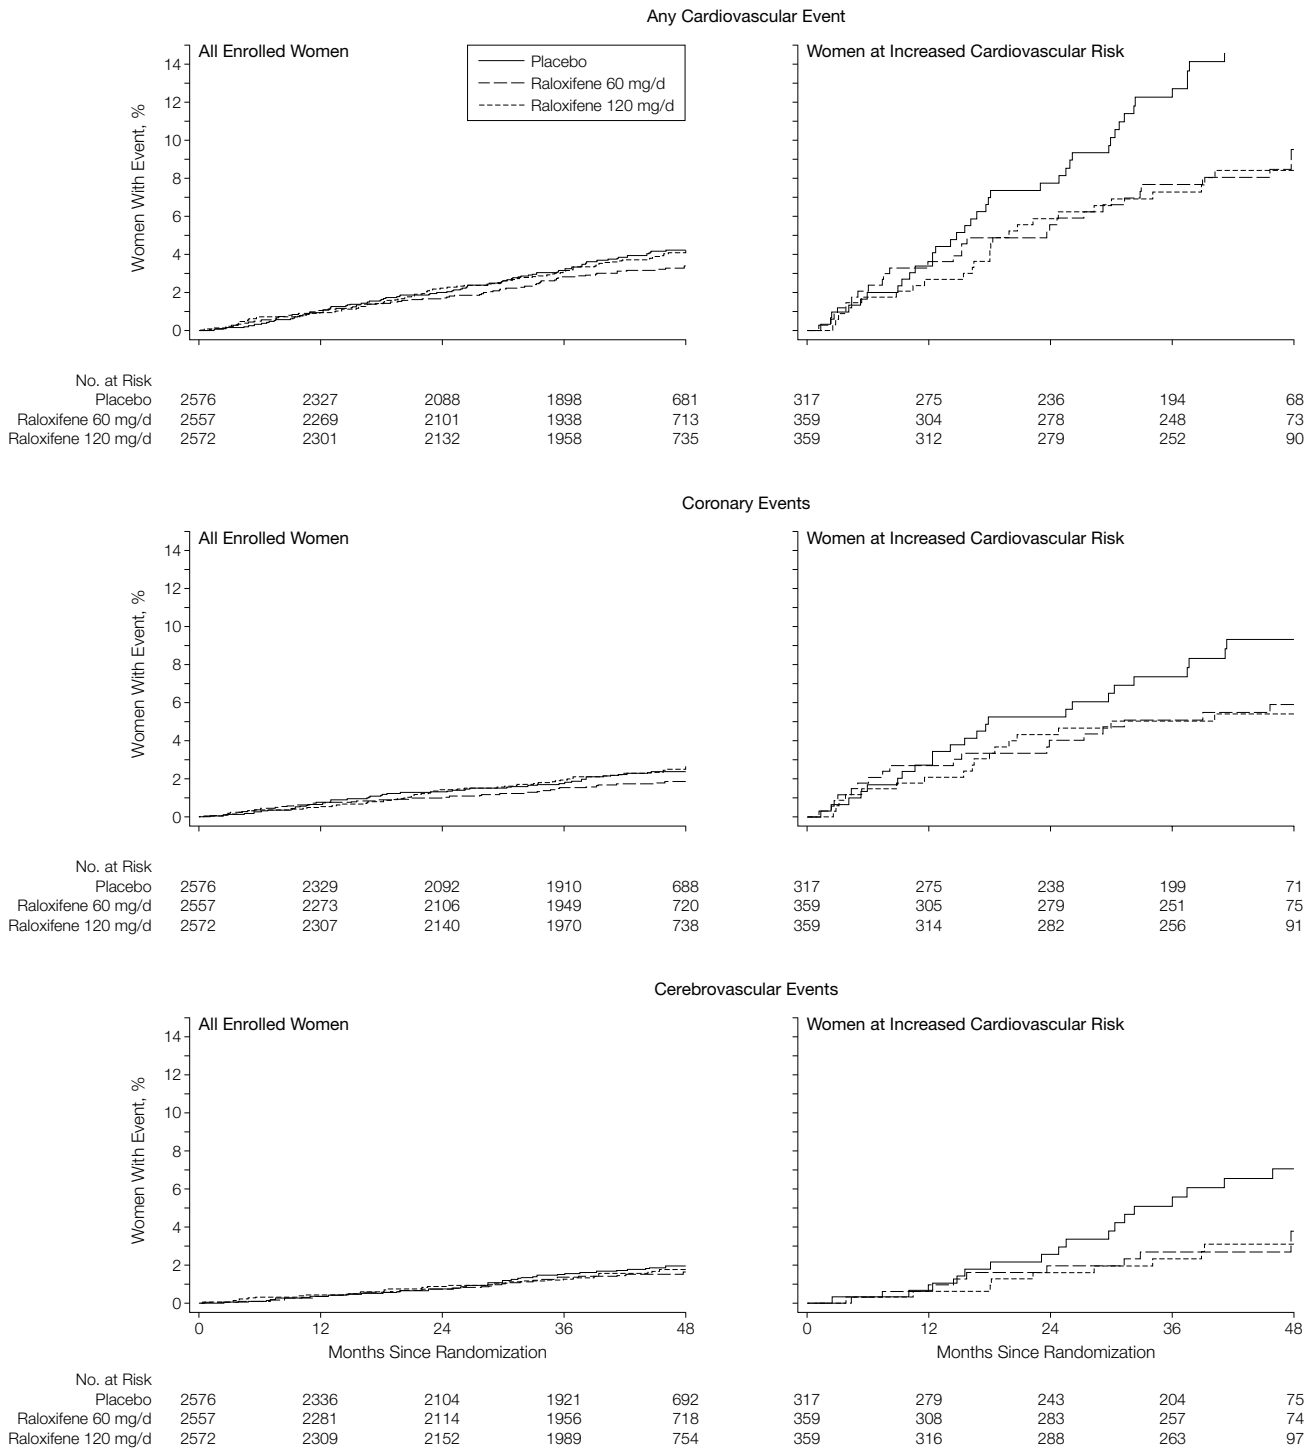 Any Cardiovascular Event
All Enrolled Women
Women at Increased Cardiovascular Risk
Placebo
Raloxifene 60 mg/d
Raloxifene 120 mg/d
Women With Event, %
14
12
10
8
6
4
2
0
No. at Risk
Placebo 2576 2327 2088 1898 681 317 275 236 194 68
Raloxifene 60 mg/d 2557 2269 2101 1938 713 359 304 278 248 73
Raloxifene 120 mg/d 2572 2301 2132 1958 735 359 312 279 252 90
Coronary Events
All Enrolled Women
Women at Increased Cardiovascular Risk
Women With Event, %
14
12
10
8
6
4
2
0
No. at Risk
Placebo 2576 2329 2092 1910 688 317 275 238 199 71
Raloxifene 60 mg/d 2557 2273 2106 1949 720 359 305 279 251 75
Raloxifene 120 mg/d 2572 2307 2140 1970 738 359 314 282 256 91
Cerebrovascular Events
All Enrolled Women
Women at Increased Cardiovascular Risk
Women With Event, %
14
12
10
8
6
4
2
0
0 12 24 36 48 0 12 24 36 48
Months Since Randomization
Months Since Randomization
No. at Risk
Placebo 2576 2336 2104 1921 692 317 279 243 204 75
Raloxifene 60 mg/d 2557 2281 2114 1956 718 359 308 283 257 74
Raloxifene 120 mg/d 2572 2309 2152 1989 754 359 316 288 263 97